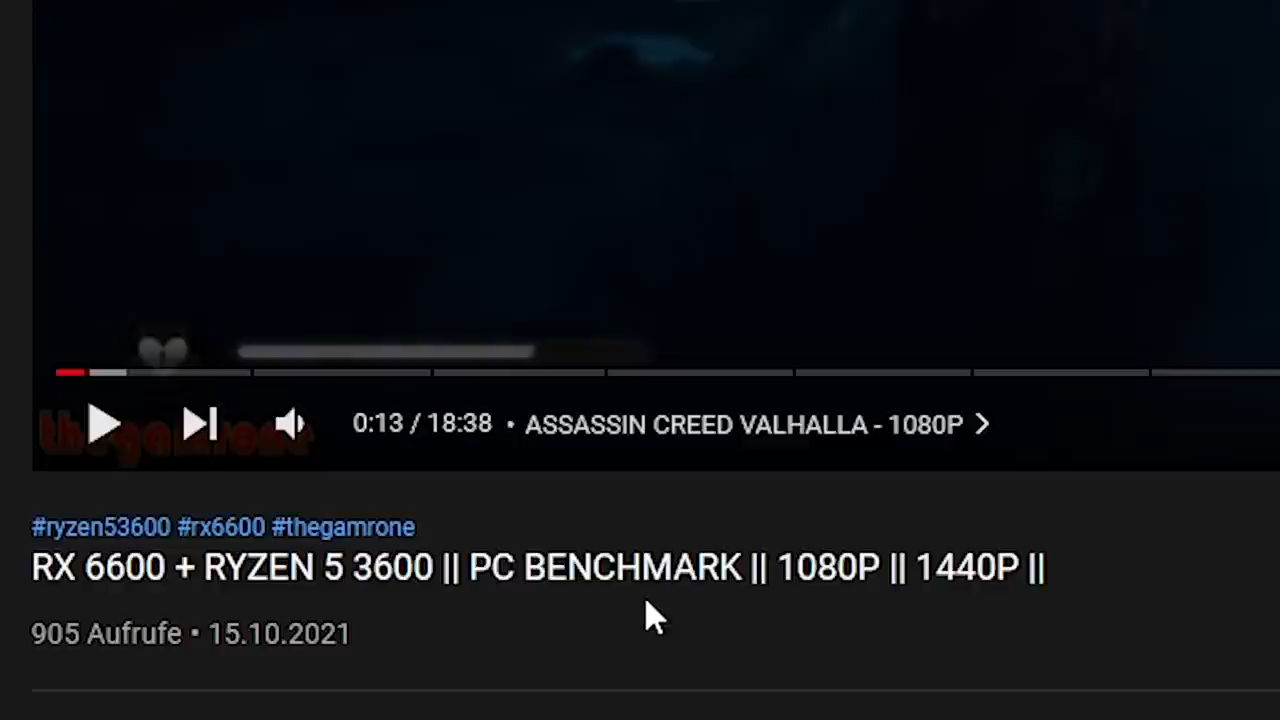 thegamrone
0:13 / 18:38 • ASSASSIN CREED VALHALLA - 1080P
#ryzen53600 #rx6600 #thegamrone
RX 6600 + RYZEN 5 3600 || PC BENCHMARK || 1080P || 1440P ||
905 Aufrufe • 15.10.2021